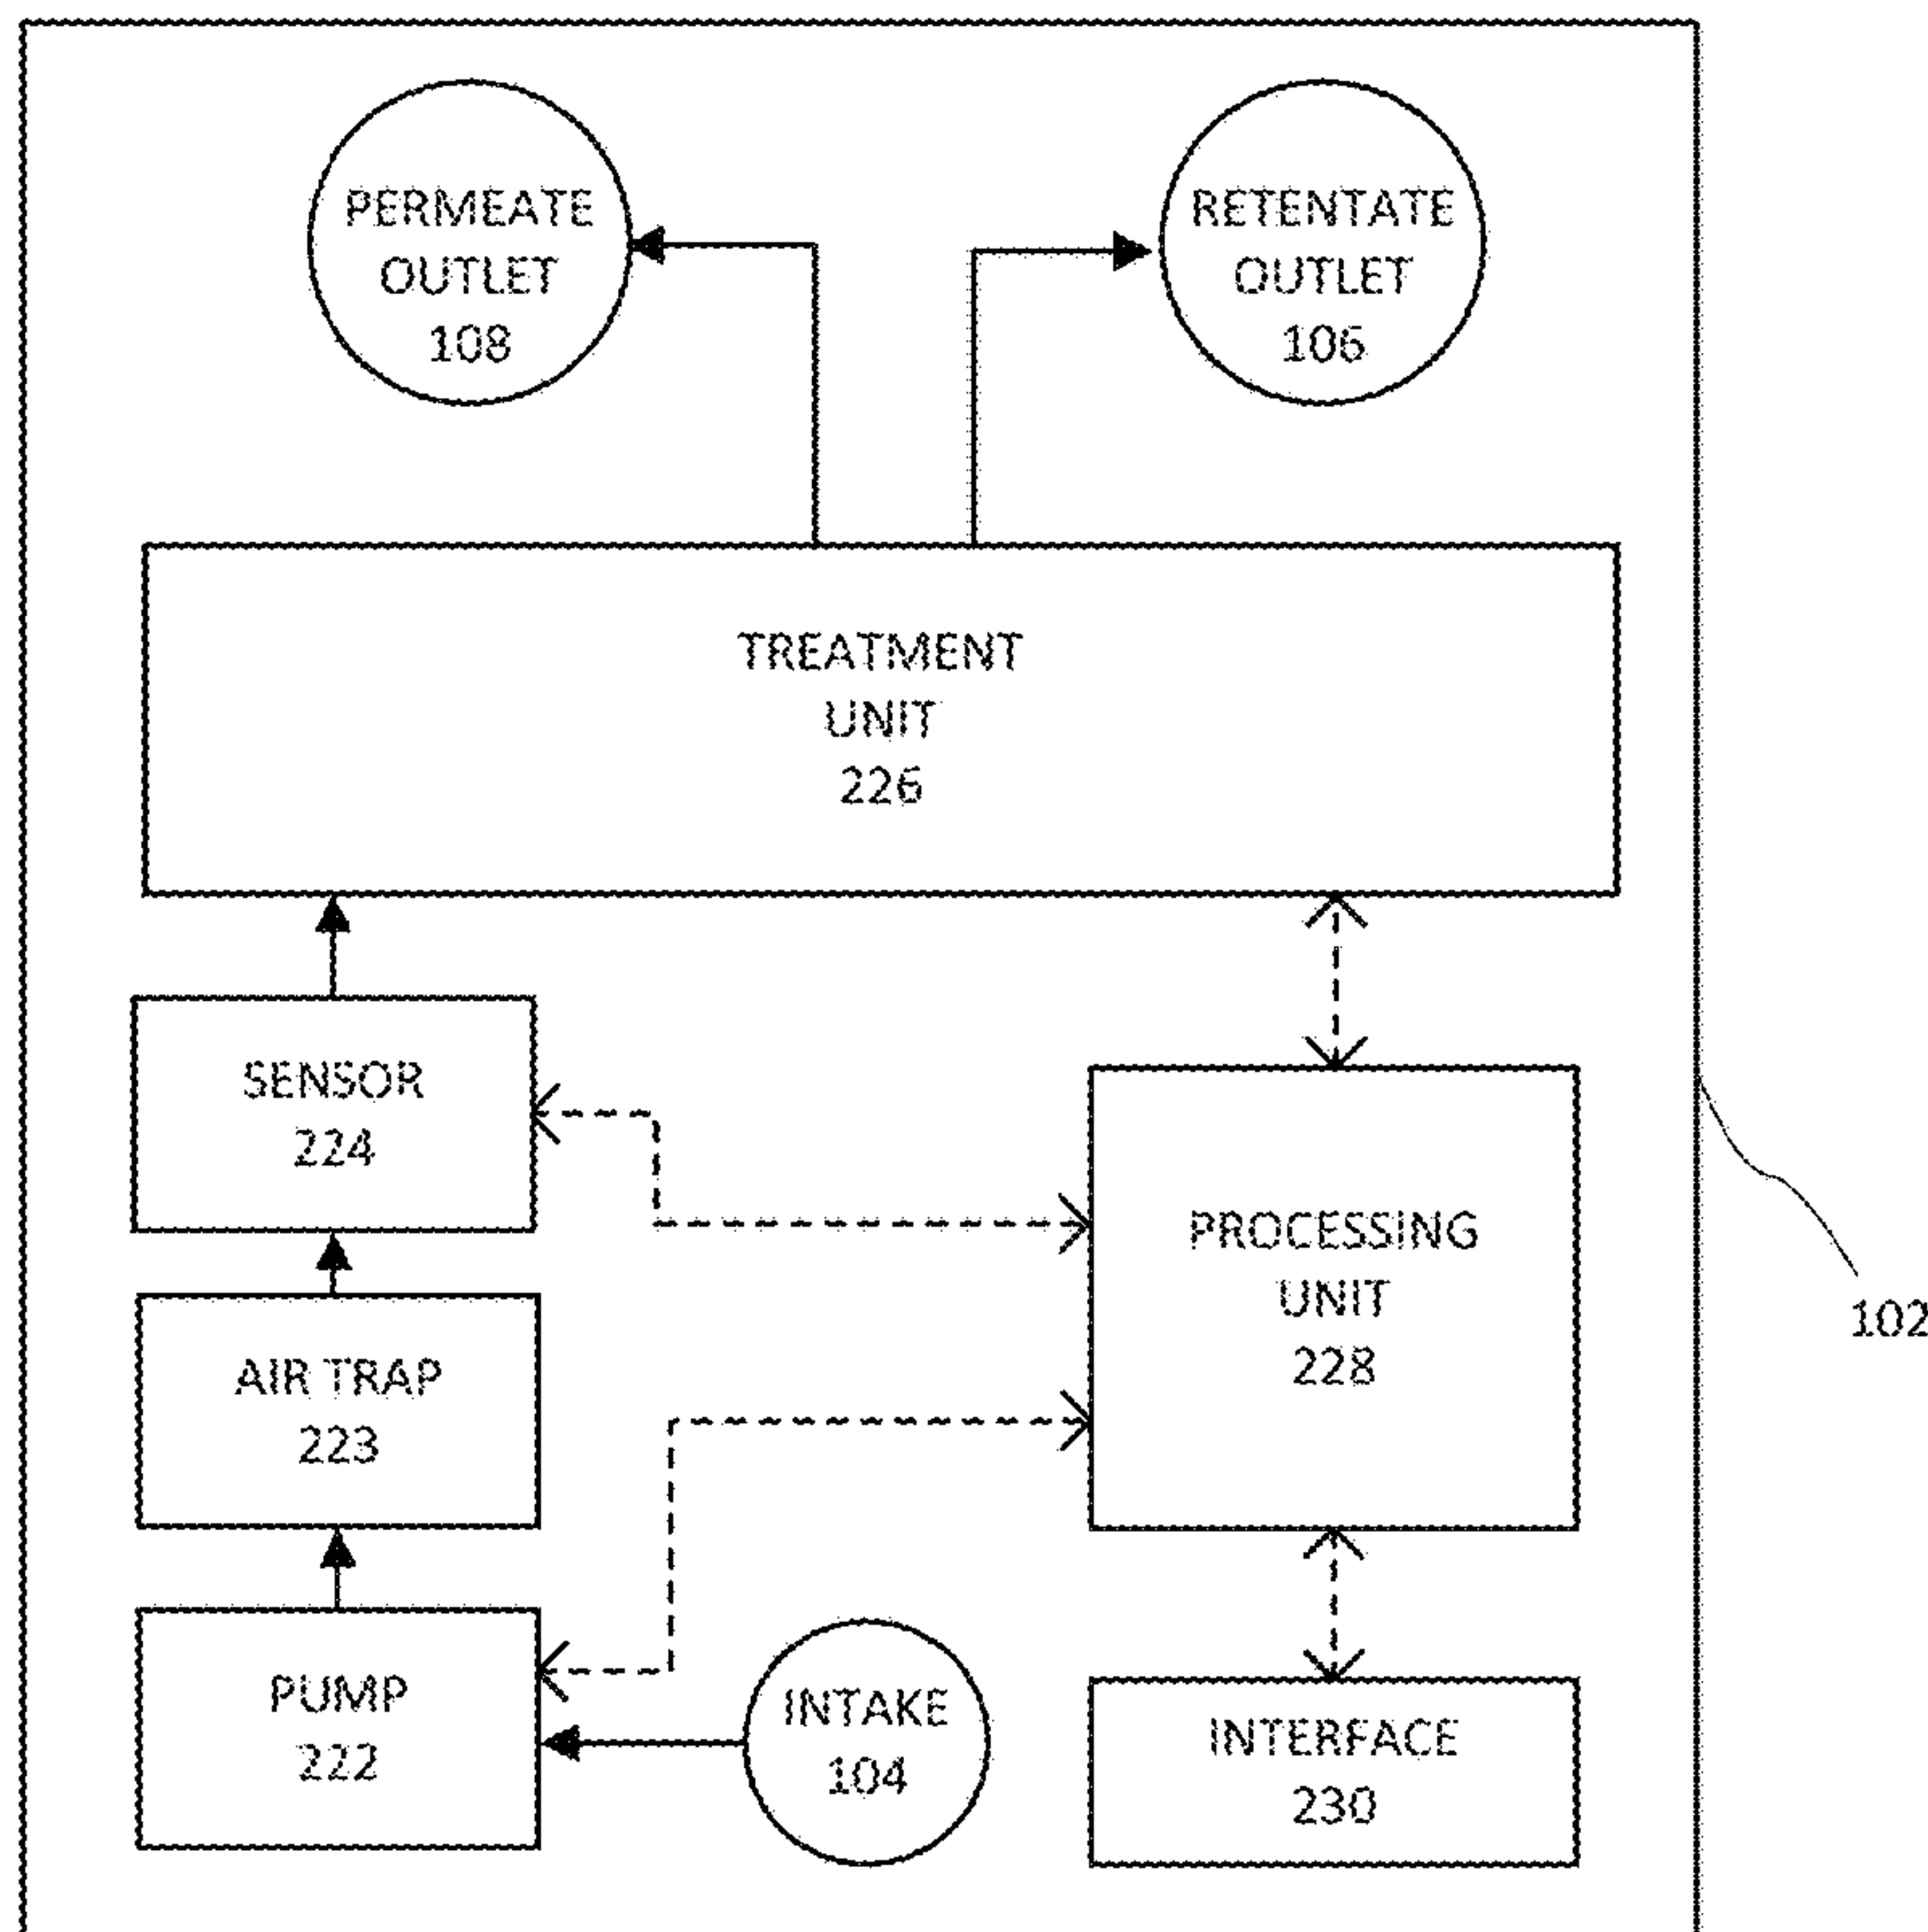 PERMEATE
OUTLET
108
RETENTATE
OUTLET
106
TREATMENT
UNIT
226
SENSOR
224
PROCESSING
UNIT
228
102
AIR TRAP
223
PUMP
222
INTAKE
104
INTERFACE
230